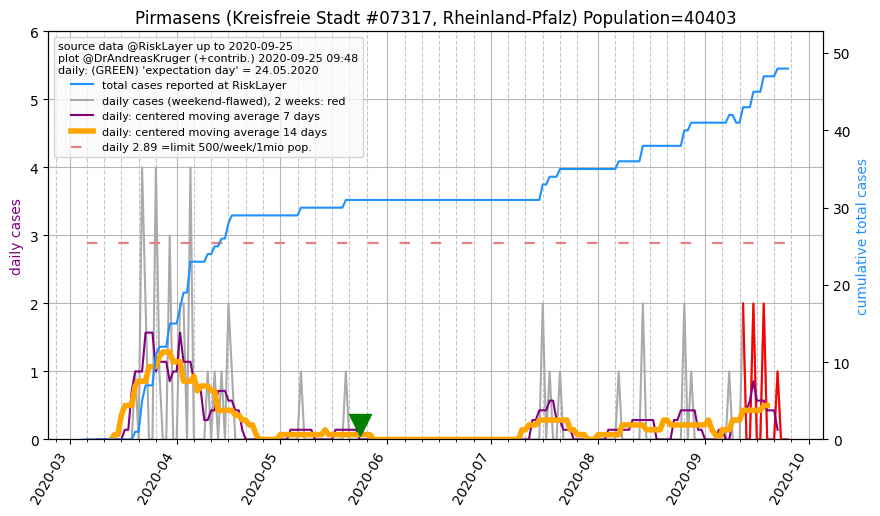 Pirmasens (Kreisfreie Stadt #07317, Rheinland-Pfalz) Population=40403
source data @RiskLayer up to 2020-09-25
plot @DrAndreasKruger (+contrib.) 2020-09-25 09:48
daily: (GREEN) 'expectation day' = 24.05.2020
total cases reported at RiskLayer
daily cases (weekend-flawed), 2 weeks: red
daily: centered moving average 7 days
daily: centered moving average 14 days
daily 2.89 =limit 500/week/1mio pop.
daily cases
6
5
4
3
2
1
0
cumulative total cases
50
40
30
20
10
0
2020-03
2020-04
2020-05
2020-06
2020-07
2020-08
2020-09
2020-10